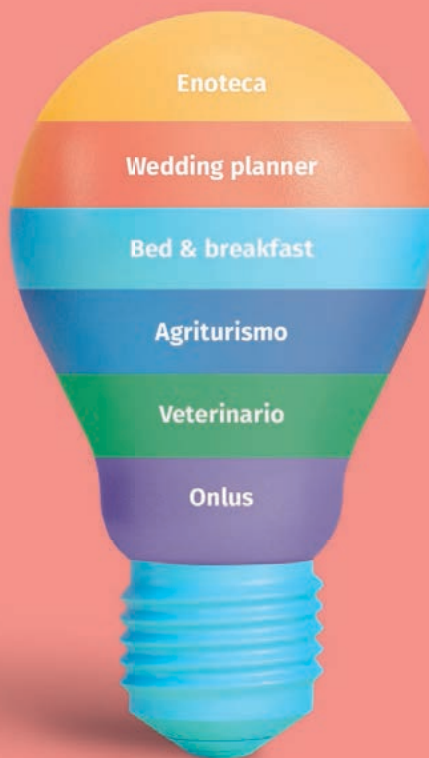 Enoteca
Wedding planner
Bed & breakfast
Agriturismo
Veterinario
Onlus